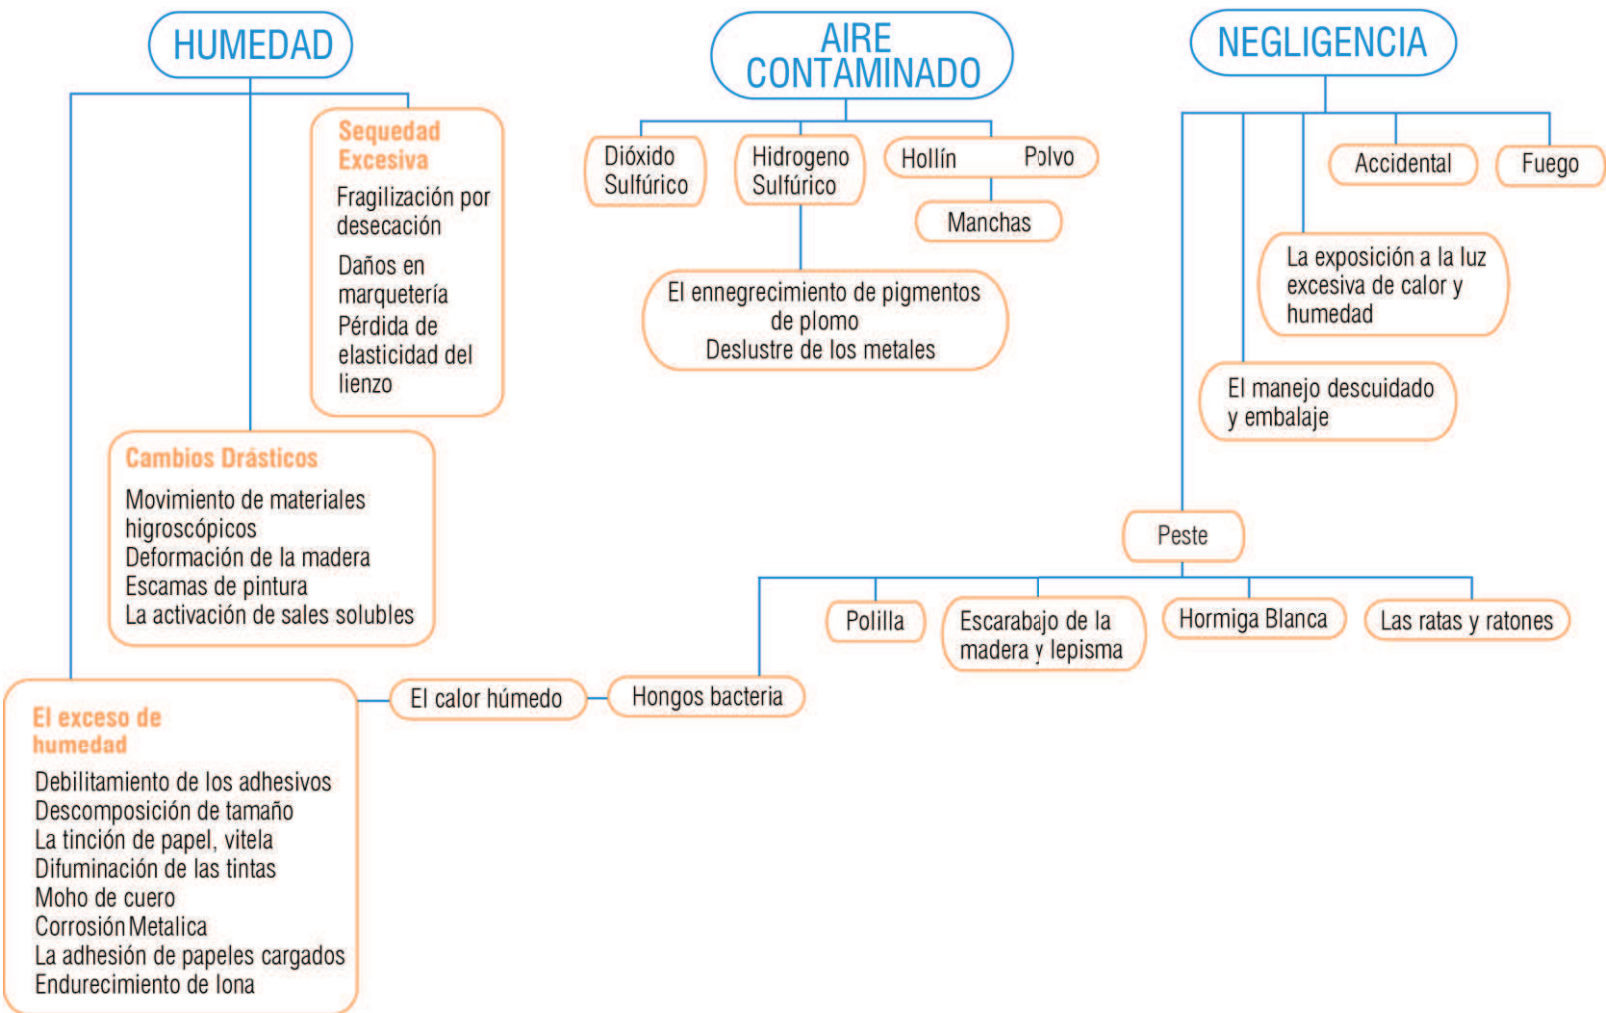 HUMEDAD
Sequedad
Excesiva
Fragilización por
desecación
Daños en
marquetería
Pérdida de
elasticidad del
lienzo
Cambios Drásticos
Movimiento de materiales
higroscópicos
Deformación de la madera
Escamas de pintura
La activación de sales solubles
El exceso de
humedad
Debilitamiento de los adhesivos
Descomposición de tamaño
La tinción de papel, vitela
Difuminación de las tintas
Moho de cuero
Corrosión Metalica
La adhesión de papeles cargados
Endurecimiento de lona
El calor húmedo
Hongos bacteria
AIRE
CONTAMINADO
Dióxido
Sulfúrico
Hidrogeno
Sulfúrico
Hollín Polvo
Manchas
El ennegrecimiento de pigmentos
de plomo
Deslustre de los metales
NEGLIGENCIA
Accidental
Fuego
La exposición a la luz
excesiva de calor y
humedad
El manejo descuidado
y embalaje
Peste
Polilla
Escarabajo de la
madera y lepisma
Hormiga Blanca
Las ratas y ratones